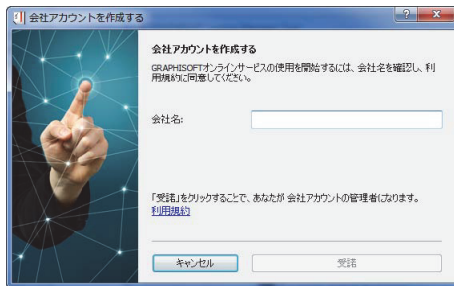 会社アカウントを作成する
会社アカウントを作成する
GRAPHISOFTオンラインサービスの使用を開始するには、会社名を確認し、利
用規約に同意してください。
会社名:
「受諾」をクリックすることで、あなたが 会社アカウントの管理者になります。
利用規約
キャンセル
受諾